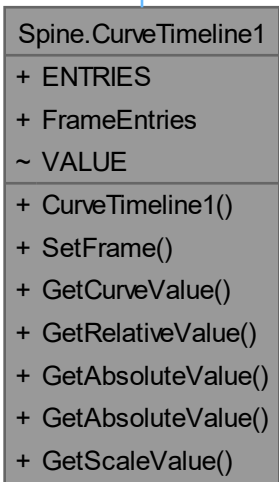 Spine.CurveTimeline1
+ ENTRIES
+ FrameEntries
~ VALUE
+ CurveTimeline1()
+ SetFrame()
+ GetCurveValue()
+ GetRelativeValue()
+ GetAbsoluteValue()
+ GetAbsoluteValue()
+ GetScaleValue()